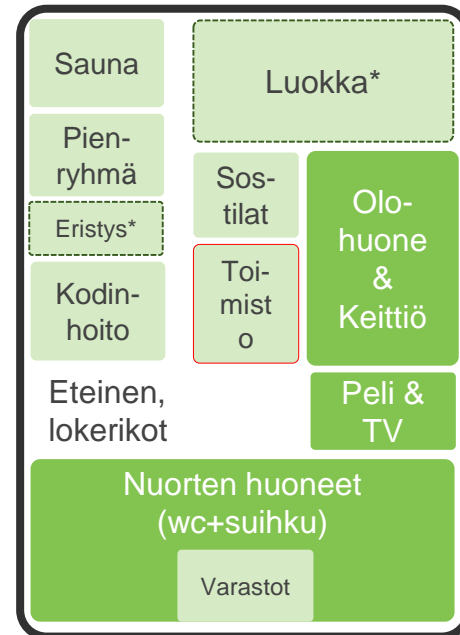 Sauna
Luokka*
Pien-
ryhmä
Sos-
tilat
Olo-
huone
&
Keittiö
Eristys*
Toi-
mist
o
Kodin-
hoito
Eteinen,
lokerikot
Peli &
TV
Nuorten huoneet
(wc+suihku)
Varastot